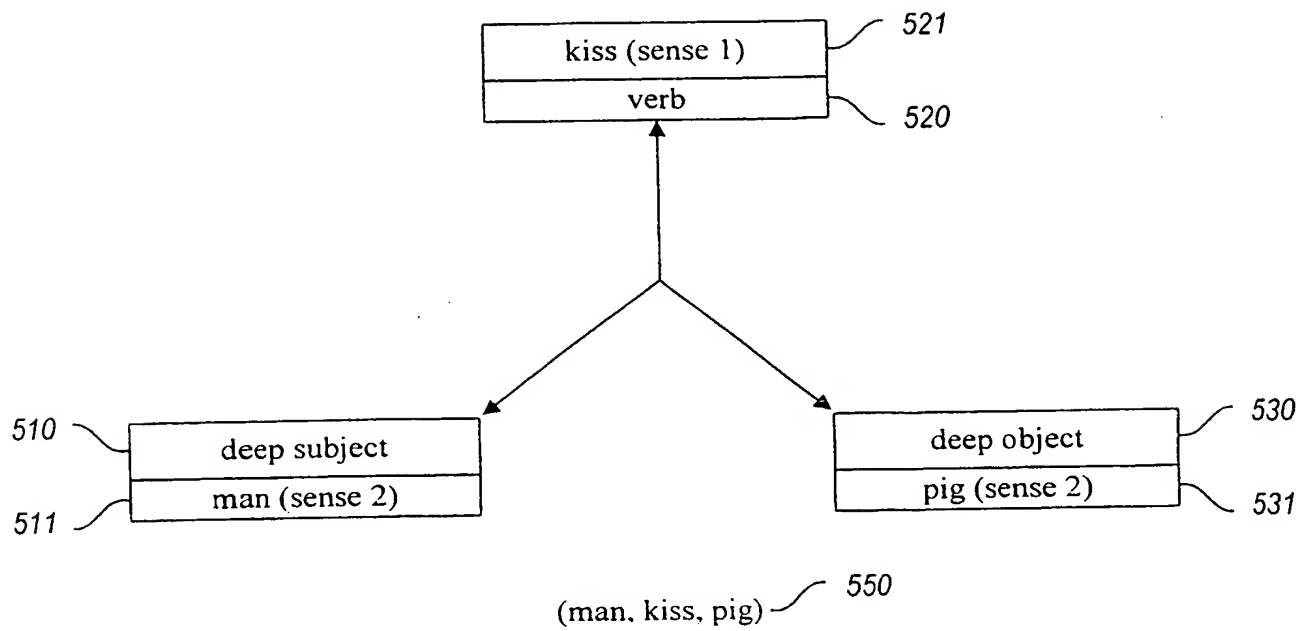 kiss (sense 1) 521
verb 520
510 deep subject
511 man (sense 2)
deep object 530
pig (sense 2) 531
(man, kiss, pig) 550